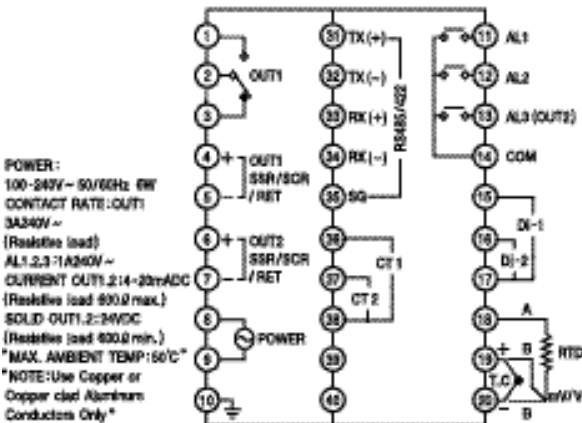 POWER:
100-240V~ 50/60Hz 6W
CONTACT RATE:OUT1
3A240V~
(Resistive load)
AL1.2.3:1A240V~
CURRENT OUT1.2:4-20mADC
(Resistive load 600Ω max.)
SOLID OUT1.2:24VDC
(Resistive load 600Ω min.)
"MAX. AMBIENT TEMP:50°C"
"NOTE:Use Copper or
Copper clad Aluminum
Conductors Only"
1
2
3
OUT1
4 +
5 -
OUT1
SSR/SCR
/RET
6 +
7 -
OUT2
SSR/SCR
/RET
8
9
POWER
10
31 TX(+)
32 TX(-)
33 RX(+)
34 RX(-)
35 SG
RS485/422
36
37
38
CT1
CT2
39
40
11 AL1
12 AL2
13 AL3(OUT2)
14 COM
15
16
17
DI-1
DI-2
18
19
20
A
+ B
- B
T.C
RTD
mV/V